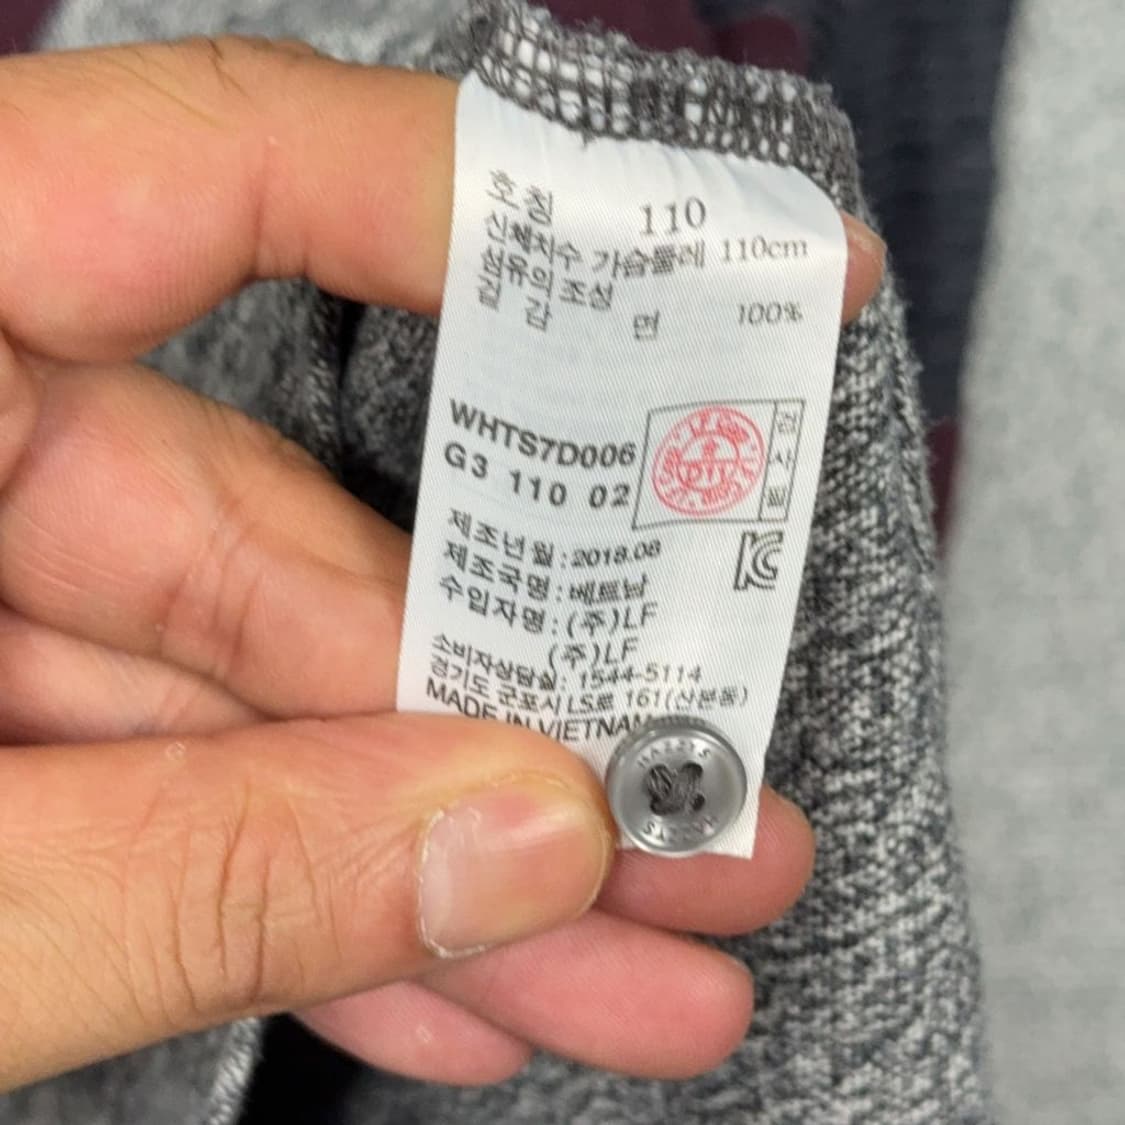 호 칭 110
신체치수 가슴둘레 110cm
섬유의 조성
겉 감 면 100%
WHTS7D006
G3 110 02
검 사 필
제조년월:2018.08
제조국명:베트남
수입자명:(주)LF
(주)LF
소비자상담실: 1544-5114
경기도 군포시 LS로 161(산본동)
MADE IN VIETNAM
HAZZYS
HAZZYS